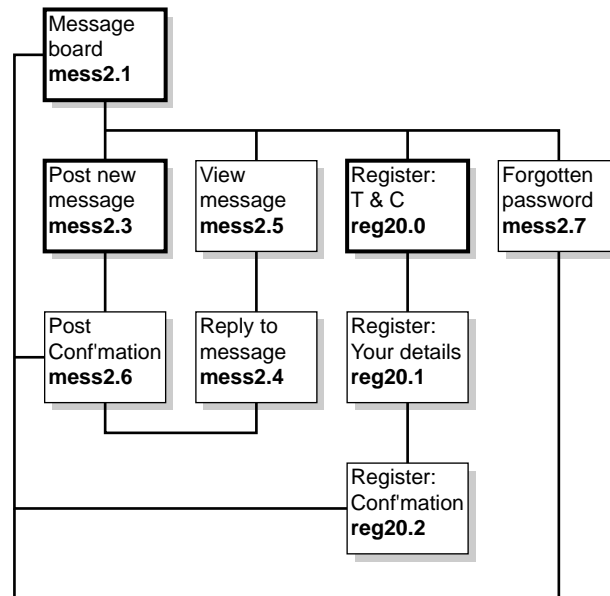 Message
board
mess2.1
Post new
message
mess2.3
View
message
mess2.5
Register:
T & C
reg20.0
Forgotten
password
mess2.7
Post
Conf'mation
mess2.6
Reply to
message
mess2.4
Register:
Your details
reg20.1
Register:
Conf'mation
reg20.2